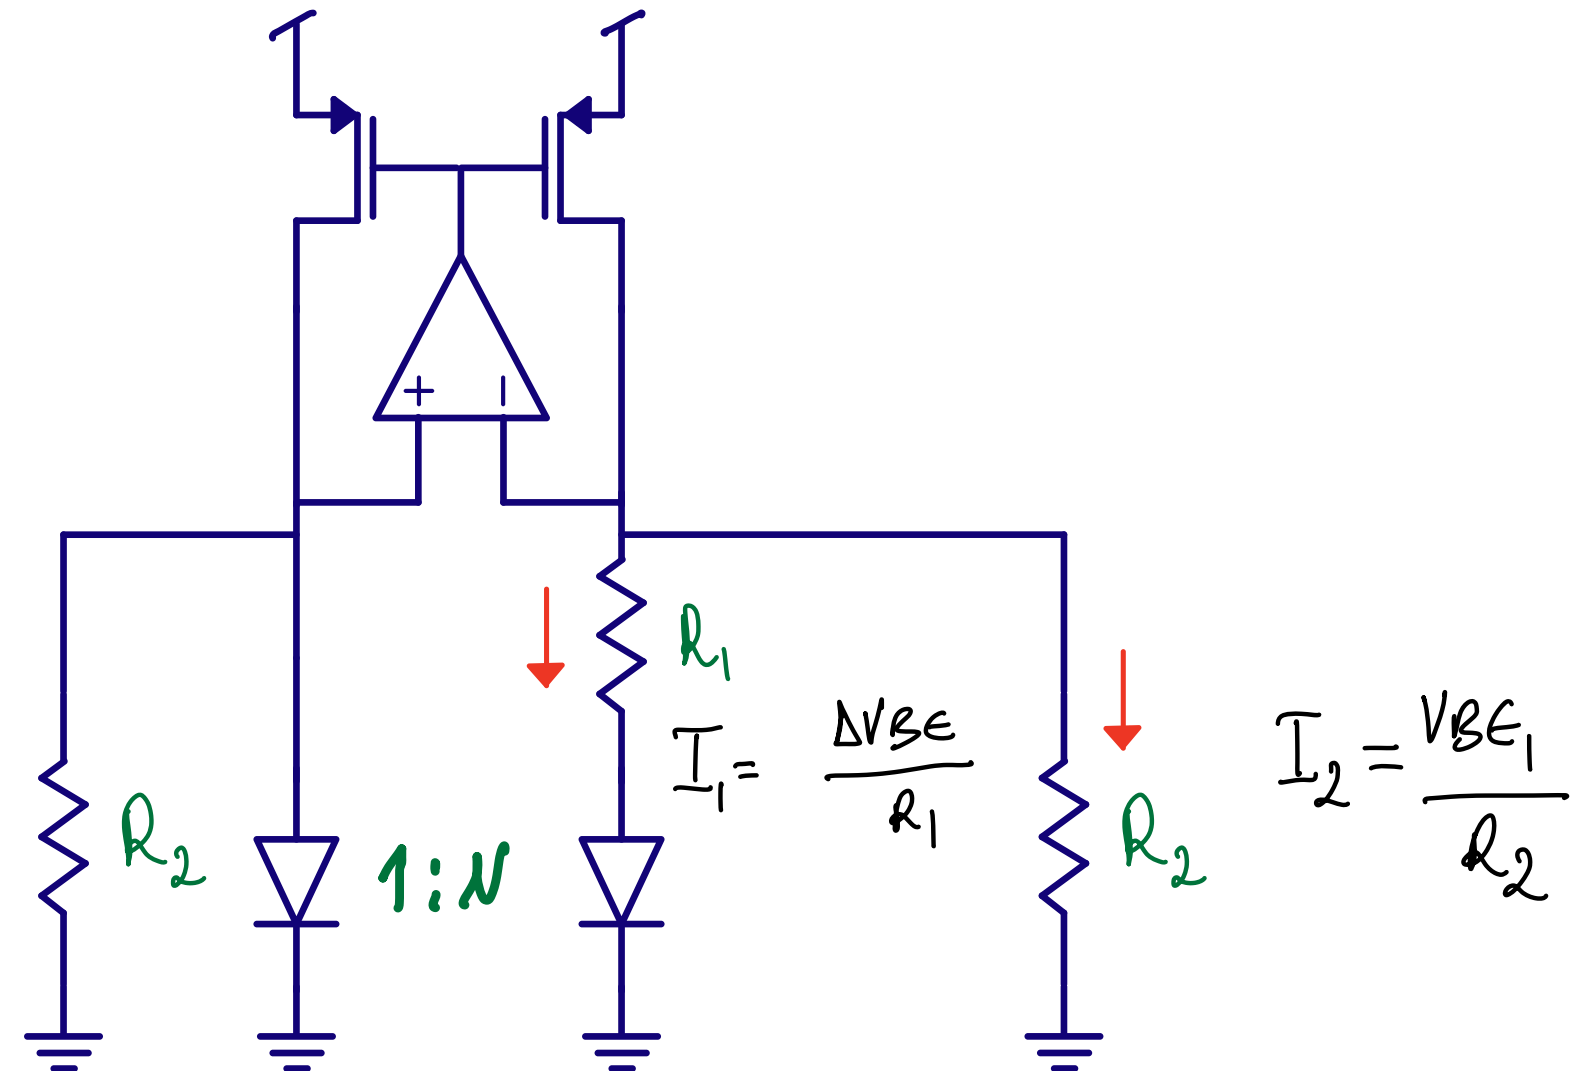 + −
R₁
I₁ = ΔVBE / R₁
I₂ = VBE₁ / R₂
R₂
1:N
R₂